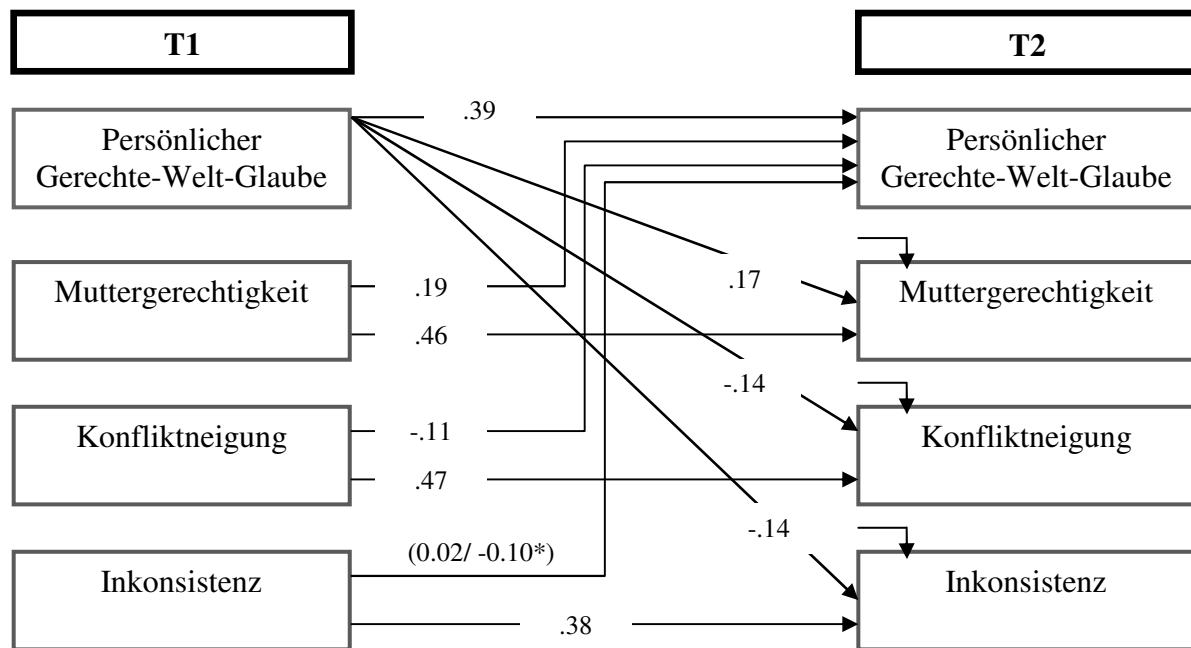 T1
T2
Persönlicher
Gerechte-Welt-Glaube
.39
Persönlicher
Gerechte-Welt-Glaube
Muttergerechtigkeit
.19
.46
.17
Muttergerechtigkeit
Konfliktneigung
-.11
.47
-.14
Konfliktneigung
Inkonsistenz
(0.02/ -0.10*)
.38
-.14
Inkonsistenz